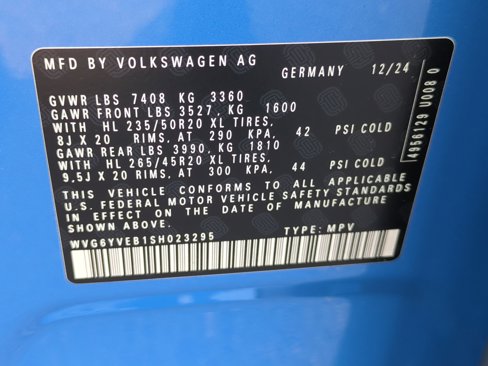 MFD BY VOLKSWAGEN AG
GERMANY 12/24
GVWR LBS 7408 KG 3360
GAWR FRONT LBS 3527 KG 1600
WITH HL 235/50R20 XL TIRES,
8J X 20 RIMS, AT 290 KPA, 42 PSI COLD
GAWR REAR LBS 3990, KG 1810
WITH HL 265/45R20 XL TIRES,
9.5J X 20 RIMS, AT 300 KPA, 44 PSI COLD
THIS VEHICLE CONFORMS TO ALL APPLICABLE
U.S. FEDERAL MOTOR VEHICLE SAFETY STANDARDS
IN EFFECT ON THE DATE OF MANUFACTURE
SHOWN ABOVE.
WVG6YVEB1SH023295 TYPE: MPV
4956129 UD08 0